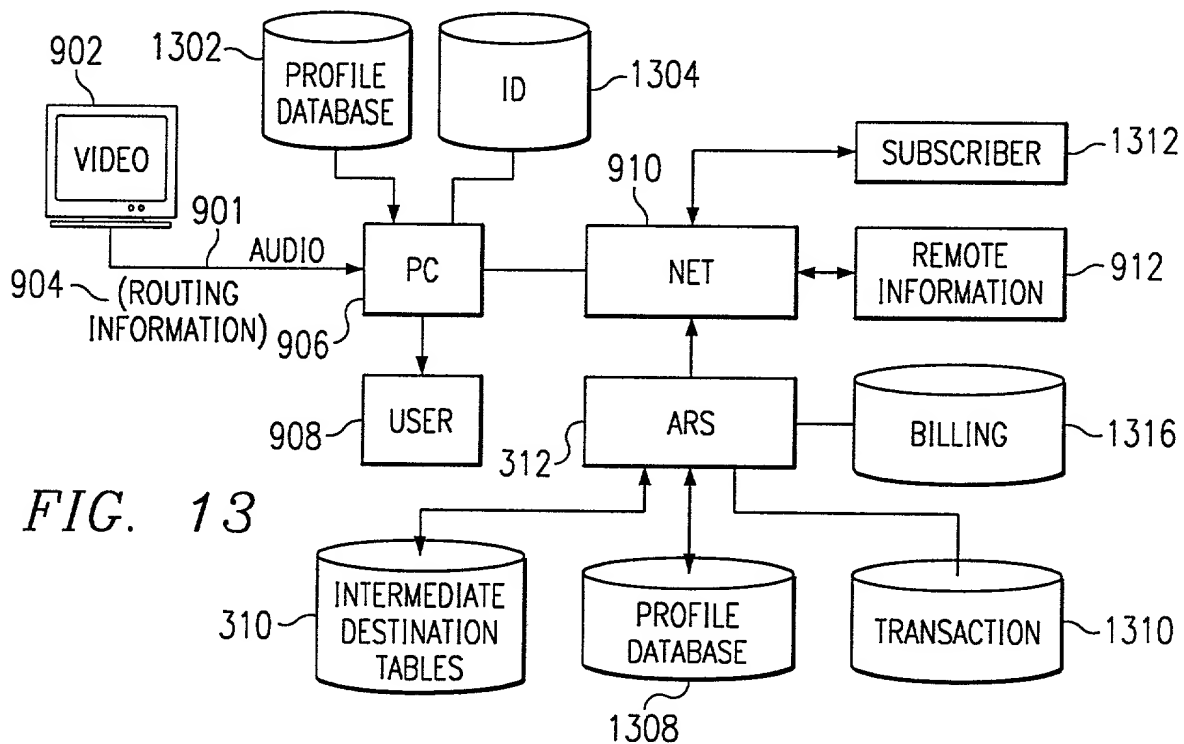 902
VIDEO
1302
PROFILE
DATABASE
ID
1304
901
AUDIO
904
(ROUTING
INFORMATION)
PC
906
910
NET
SUBSCRIBER
1312
REMOTE
INFORMATION
912
USER
908
ARS
312
BILLING
1316
FIG. 13
310
INTERMEDIATE
DESTINATION
TABLES
PROFILE
DATABASE
1308
TRANSACTION
1310